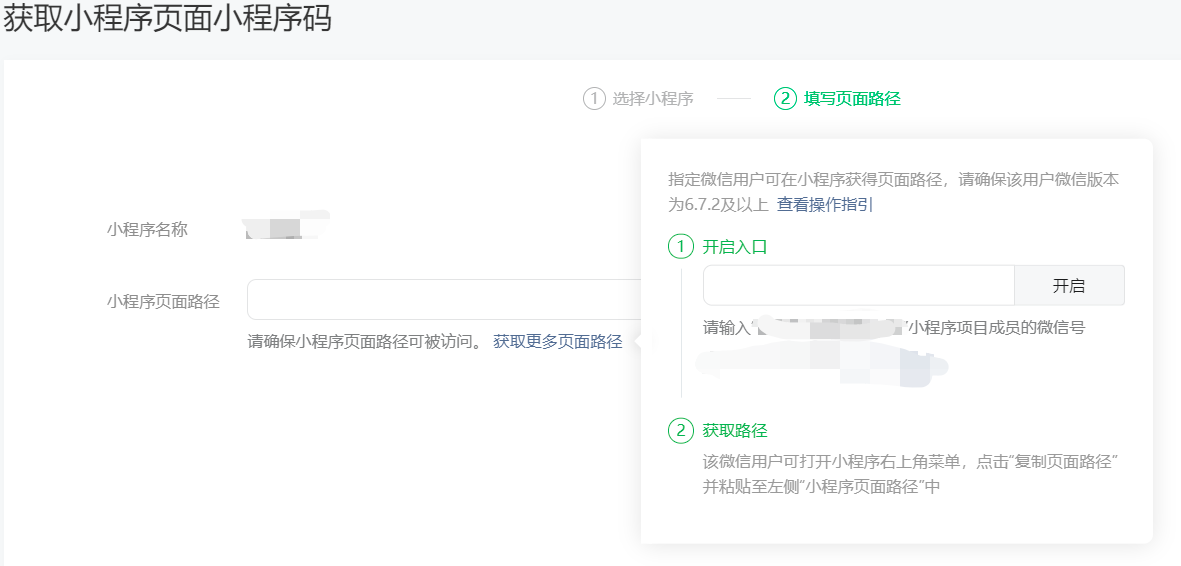 获取小程序页面小程序码
1 选择小程序
2 填写页面路径
小程序名称
小程序页面路径
请确保小程序页面路径可被访问。 获取更多页面路径
指定微信用户可在小程序获得页面路径，请确保该用户微信版本
为6.7.2及以上 查看操作指引
1 开启入口
开启
请输入“ ”小程序项目成员的微信号
2 获取路径
该微信用户可打开小程序右上角菜单，点击“复制页面路径”
并粘贴至左侧“小程序页面路径”中